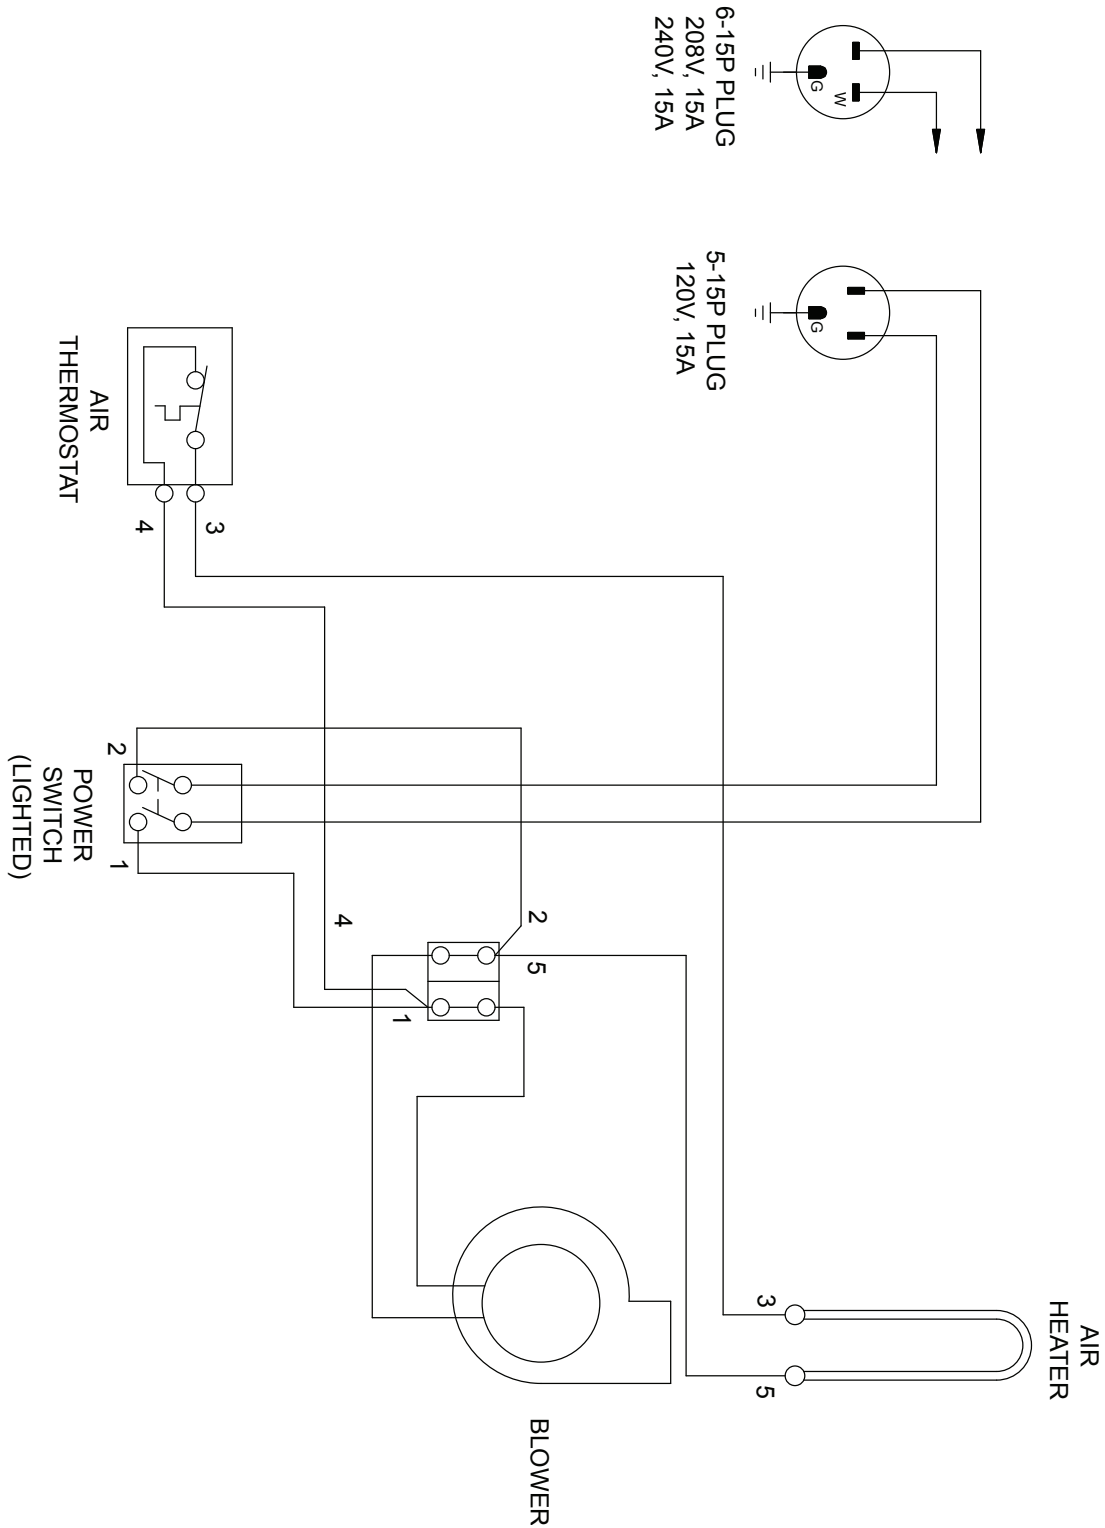 6-15P PLUG
208V, 15A
240V, 15A
G
W
5-15P PLUG
120V, 15A
G
AIR
THERMOSTAT
3
4
2
1
POWER
SWITCH
(LIGHTED)
4
2
5
1
3
5
AIR
HEATER
BLOWER